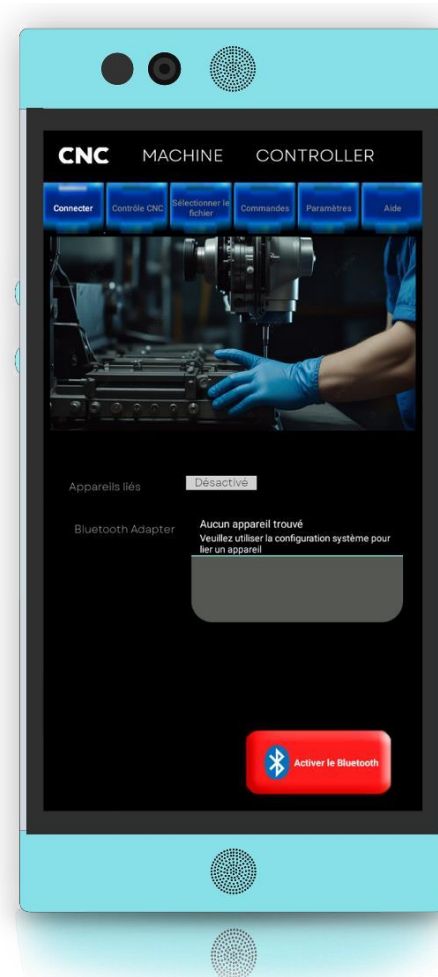 CNC MACHINE CONTROLLER
Connecter Contrôle CNC Sélectionner le fichier Commandes Paramètres Aide
Appareils liés Désactivé
Bluetooth Adapter
Aucun appareil trouvé
Veuillez utiliser la configuration système pour
lier un appareil
Activer le Bluetooth